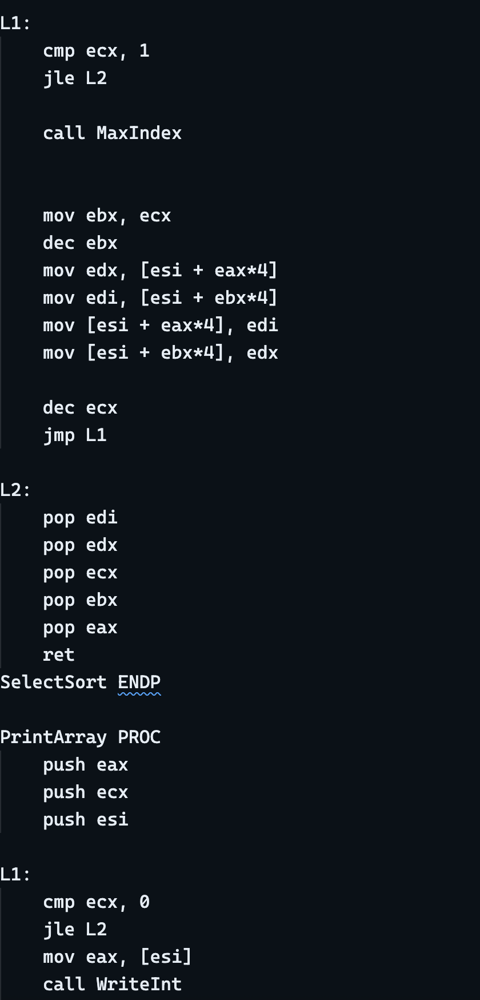 L1:
cmp ecx, 1
jle L2
call MaxIndex
mov ebx, ecx
dec ebx
mov edx, [esi + eax*4]
mov edi, [esi + ebx*4]
mov [esi + eax*4], edi
mov [esi + ebx*4], edx
dec ecx
jmp L1
L2:
pop edi
pop edx
pop ecx
pop ebx
pop eax
ret
SelectSort ENDP
PrintArray PROC
push eax
push ecx
push esi
L1:
cmp ecx, 0
jle L2
mov eax, [esi]
call WriteInt